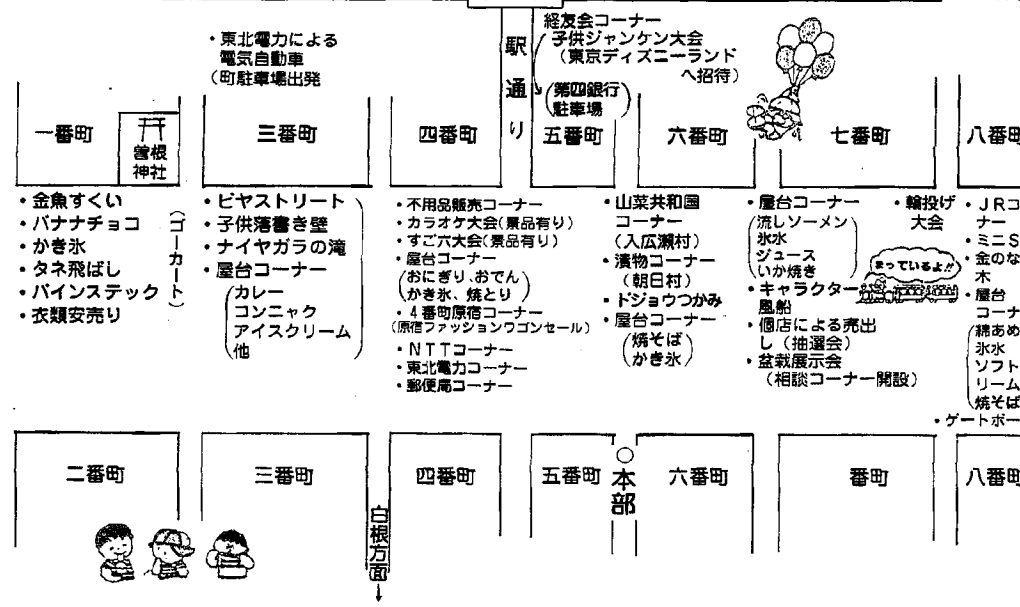 ・東北電力による
電気自動車
(町駐車場出発)
駅通り
経友会コーナー
子供ジャンケン大会
(東京ディズニーランド
へ招待)
(第四銀行
駐車場)
一番町
曽根
神社
三番町
四番町
五番町
六番町
七番町
八番町
・金魚すくい
・バナナチョコ
・かき氷
・タネ飛ばし
・パインステック
・衣類安売り
(ゴーカート)
・ビヤストリート
・子供落書き壁
・ナイヤガラの滝
・屋台コーナー
(カレー
コンニャク
アイスクリーム
他)
・不用品販売コーナー
・カラオケ大会(景品有り)
・すご六大会(景品有り)
・屋台コーナー
(おにぎり、おでん
かき氷、焼とり)
・4番町原宿コーナー
(原宿ファッションワゴンセール)
・NTTコーナー
・東北電力コーナー
・郵便局コーナー
・山菜共和国
コーナー
(入広瀬村)
・漬物コーナー
(朝日村)
・ドジョウつかみ
・屋台コーナー
(焼そば
かき氷)
・屋台コーナー
(流しソーメン
氷水
ジュース
いか焼き)
・キャラクター
風船
・個店による売出
し(抽選会)
・盆栽展示会
(相談コーナー開設)
・輪投げ
大会
まっているよ!!
・JRコ
ナー
・ミニS
・金のな
木
・屋台
コーナ
(綿あめ
氷水
ソフト
リーム
焼そば
・ゲートボー
二番町
三番町
四番町
五番町
本部
六番町
番町
八番町
白根方面